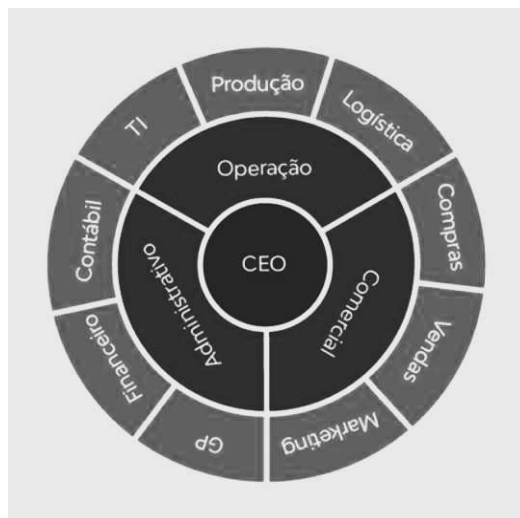 Produção
Logística
TI
Operação
Compras
Contábil
CEO
Administrativo
Comercial
Vendas
Financeiro
Marketing
GP